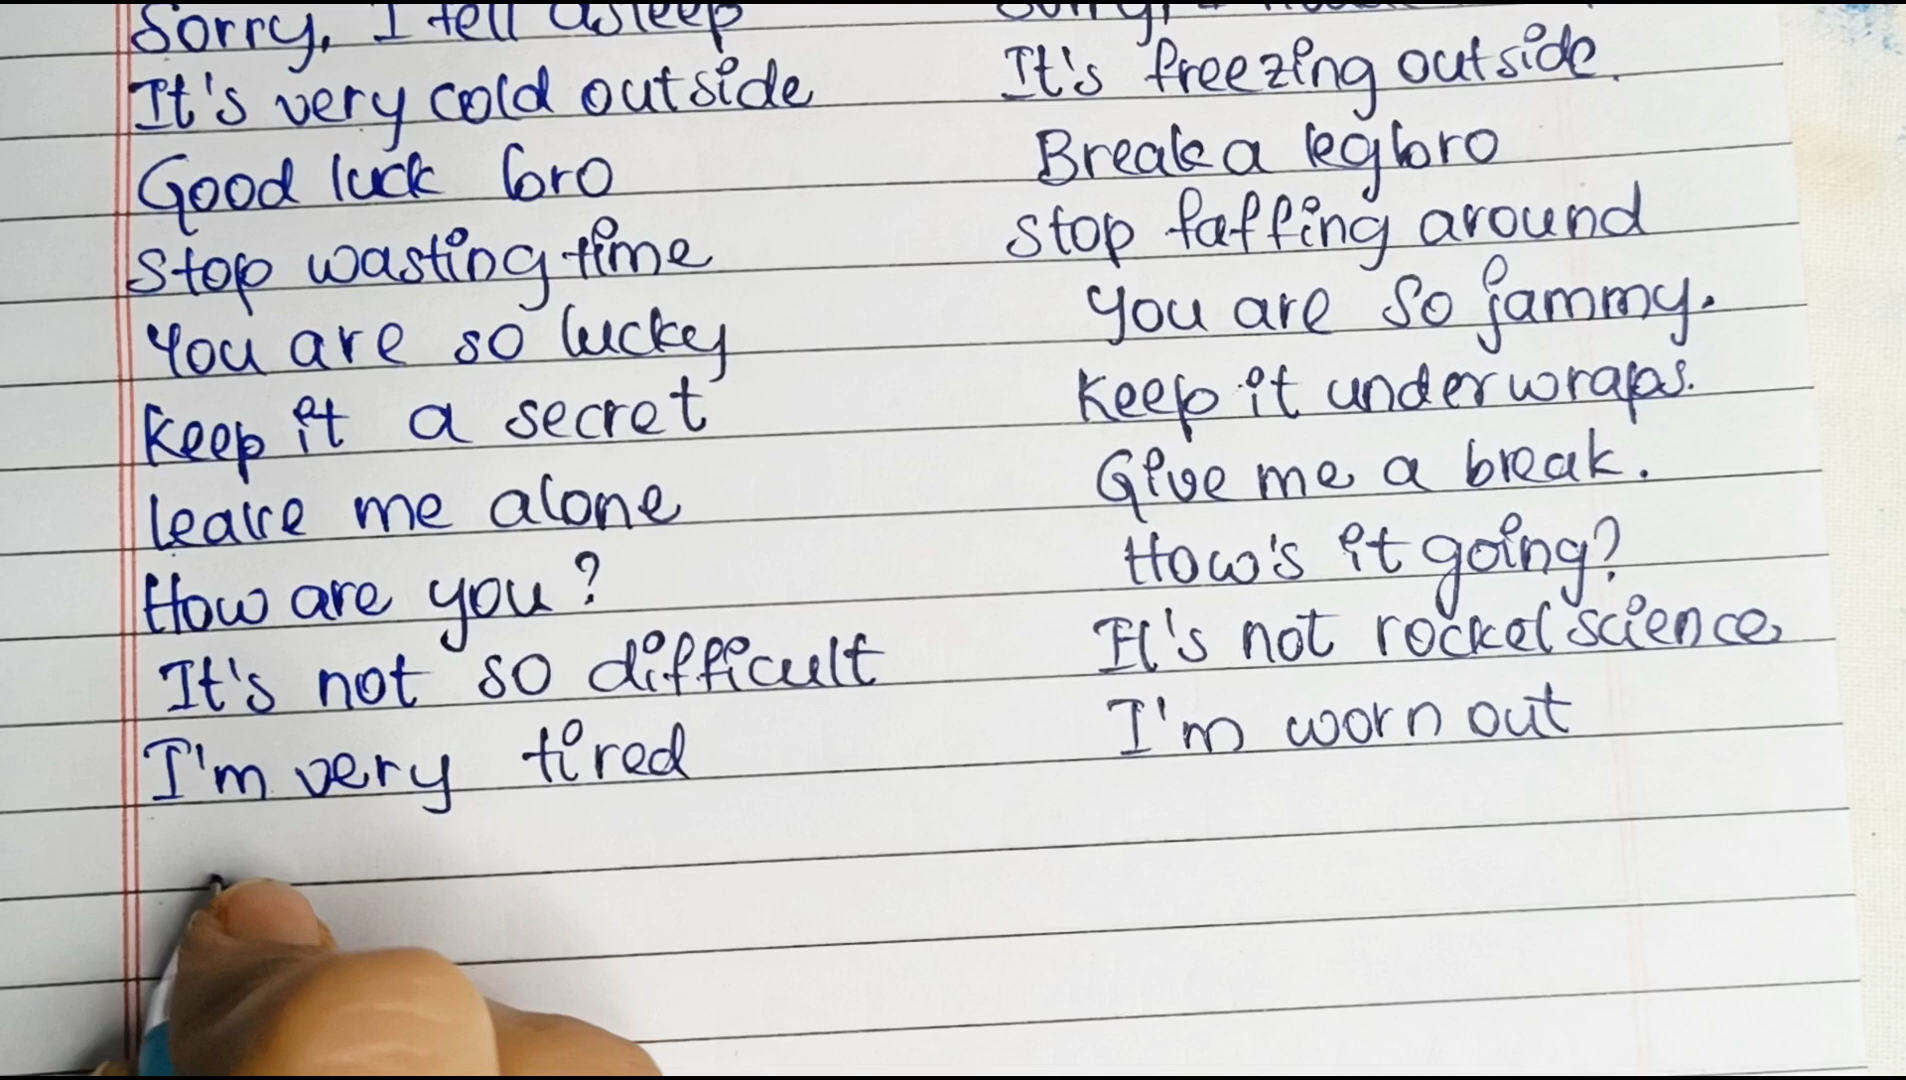 Sorry, I fell asleep
It's very cold outside It's freezing outside.
Good luck bro Break a leg bro
Stop wasting time Stop faffing around
You are so luckey You are so jammy.
Keep it a secret Keep it under wraps.
leave me alone Give me a break.
How are you? How's it going?
It's not so difficult It's not rocket science.
I'm very tired I'm worn out